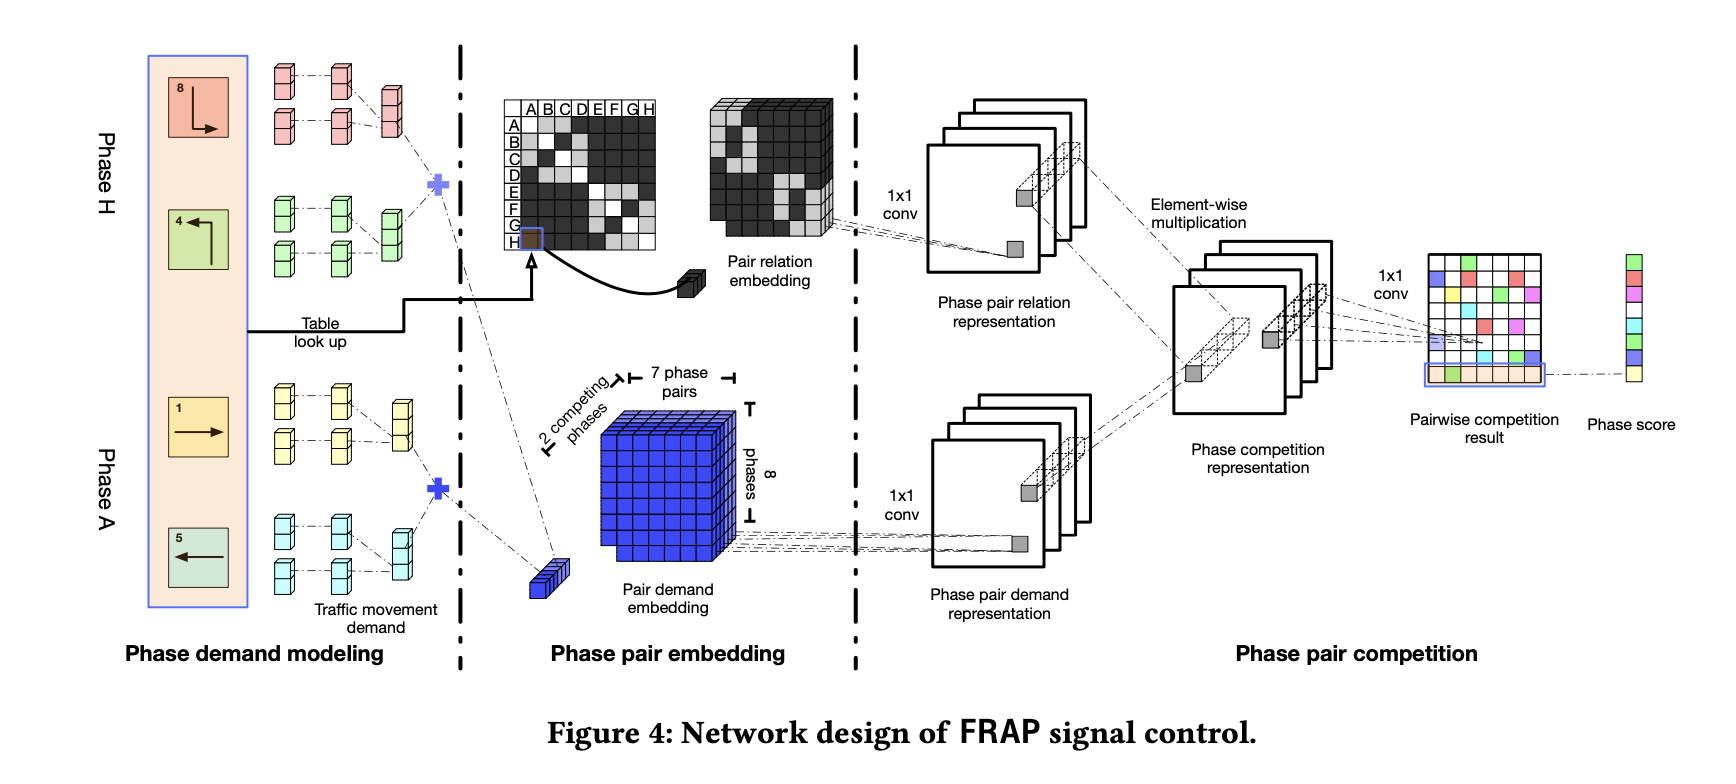 Phase H
Phase A
8
4
1
5
Traffic movement
demand
Table
look up
Phase demand modeling
A B C D E F G H
A
B
C
D
E
F
G
H
Pair relation
embedding
2 competing
phases
7 phase
pairs
8
phases
Pair demand
embedding
Phase pair embedding
1x1
conv
Phase pair relation
representation
Element-wise
multiplication
1x1
conv
Phase pair demand
representation
Phase competition
representation
1x1
conv
Pairwise competition
result
Phase score
Phase pair competition
Figure 4: Network design of FRAP signal control.